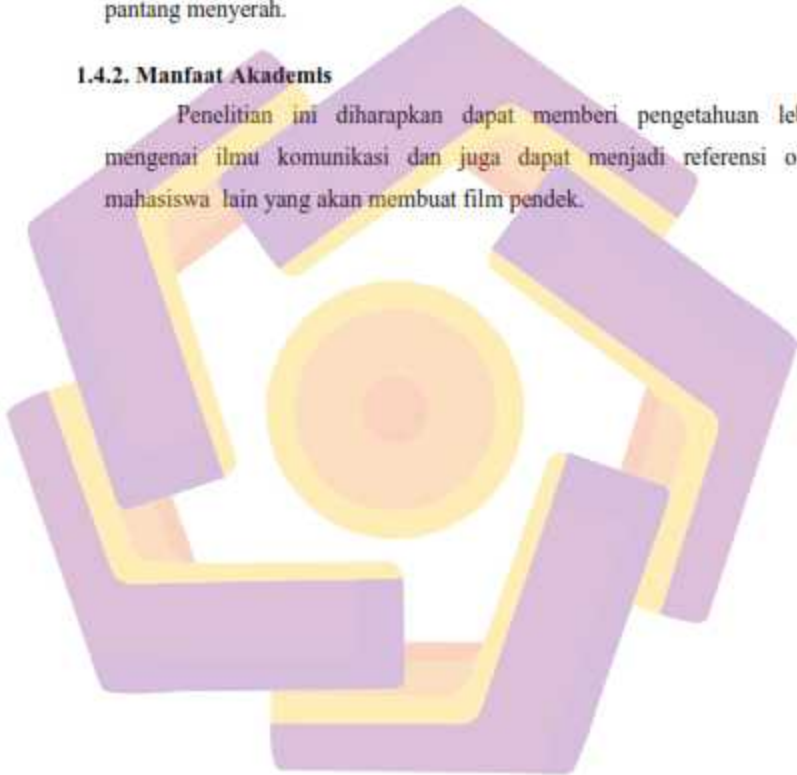 pantang menyerah.
1.4.2. Manfaat Akademis
Penelitian ini diharapkan dapat memberi pengetahuan
mengenai ilmu komunikasi dan juga dapat menjadi referensi
mahasiswa lain yang akan membuat film pendek.